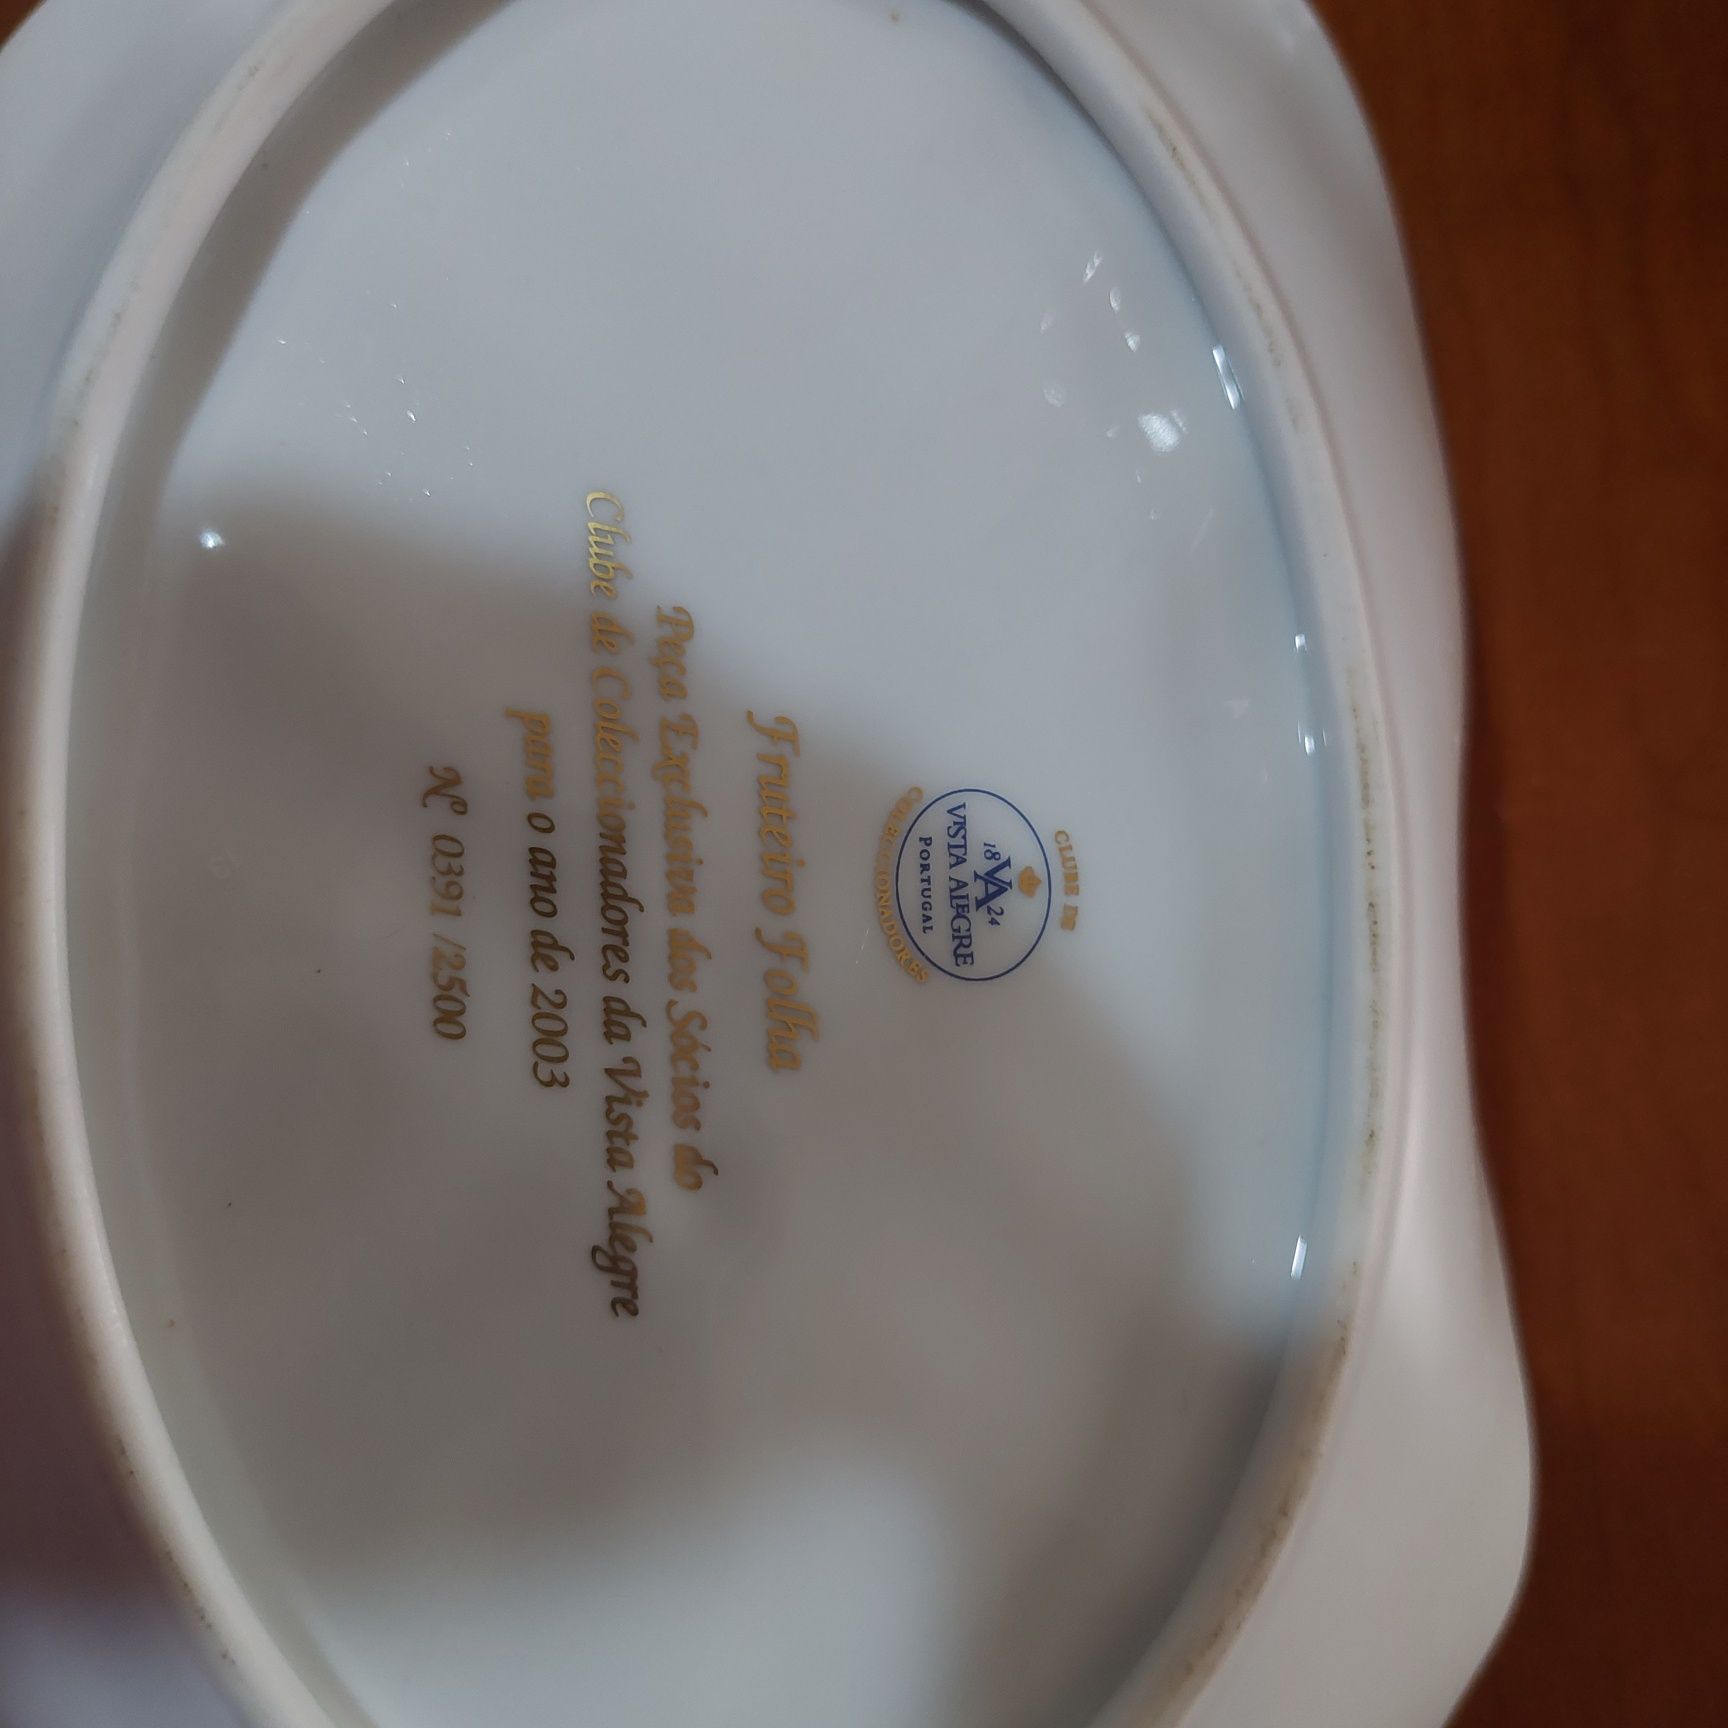 CLUBE DE
18 VA 24
VISTA ALEGRE
PORTUGAL
COLECCIONADORES
Fruteiro Folha
Peça Exclusiva dos Sócios do
Clube de Coleccionadores da Vista Alegre
para o ano de 2003
Nº 0391 /2500